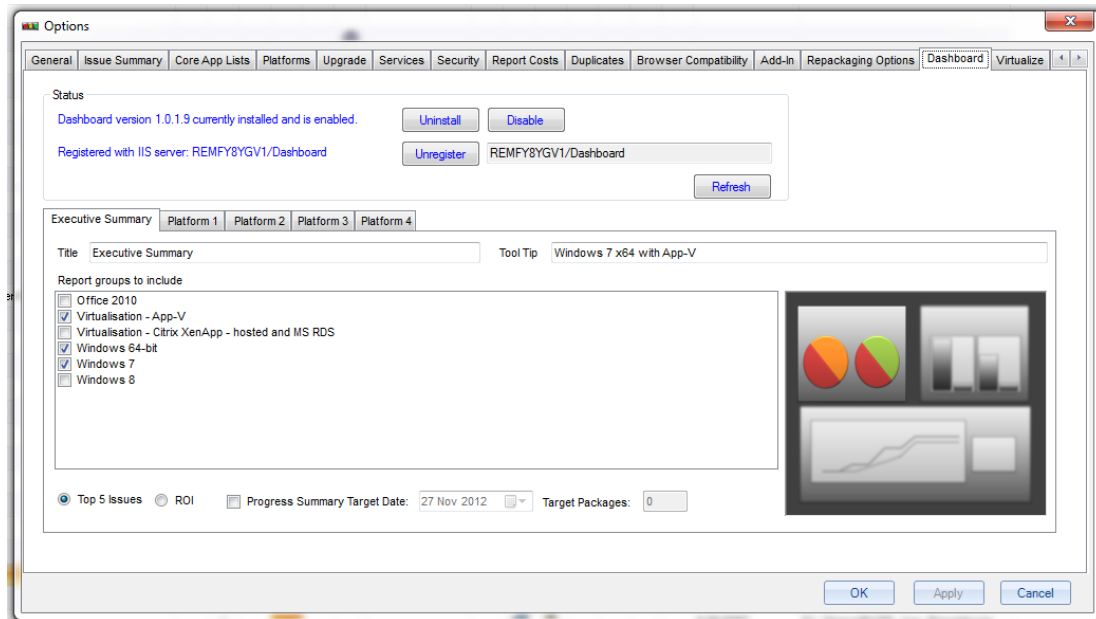 Options
General Issue Summary Core App Lists Platforms Upgrade Services Security Report Costs Duplicates Browser Compatibility Add-In Repackaging Options Dashboard Virtualize
Status
Dashboard version 1.0.1.9 currently installed and is enabled. Uninstall Disable
Registered with IIS server: REMFY8YGV1/Dashboard Unregister REMFY8YGV1/Dashboard
Refresh
Executive Summary Platform 1 Platform 2 Platform 3 Platform 4
Title Executive Summary Tool Tip Windows 7 x64 with App-V
Report groups to include
Office 2010
Virtualisation - App-V
Virtualisation - Citrix XenApp - hosted and MS RDS
Windows 64-bit
Windows 7
Windows 8
Top 5 Issues ROI Progress Summary Target Date: 27 Nov 2012 Target Packages: 0
OK Apply Cancel